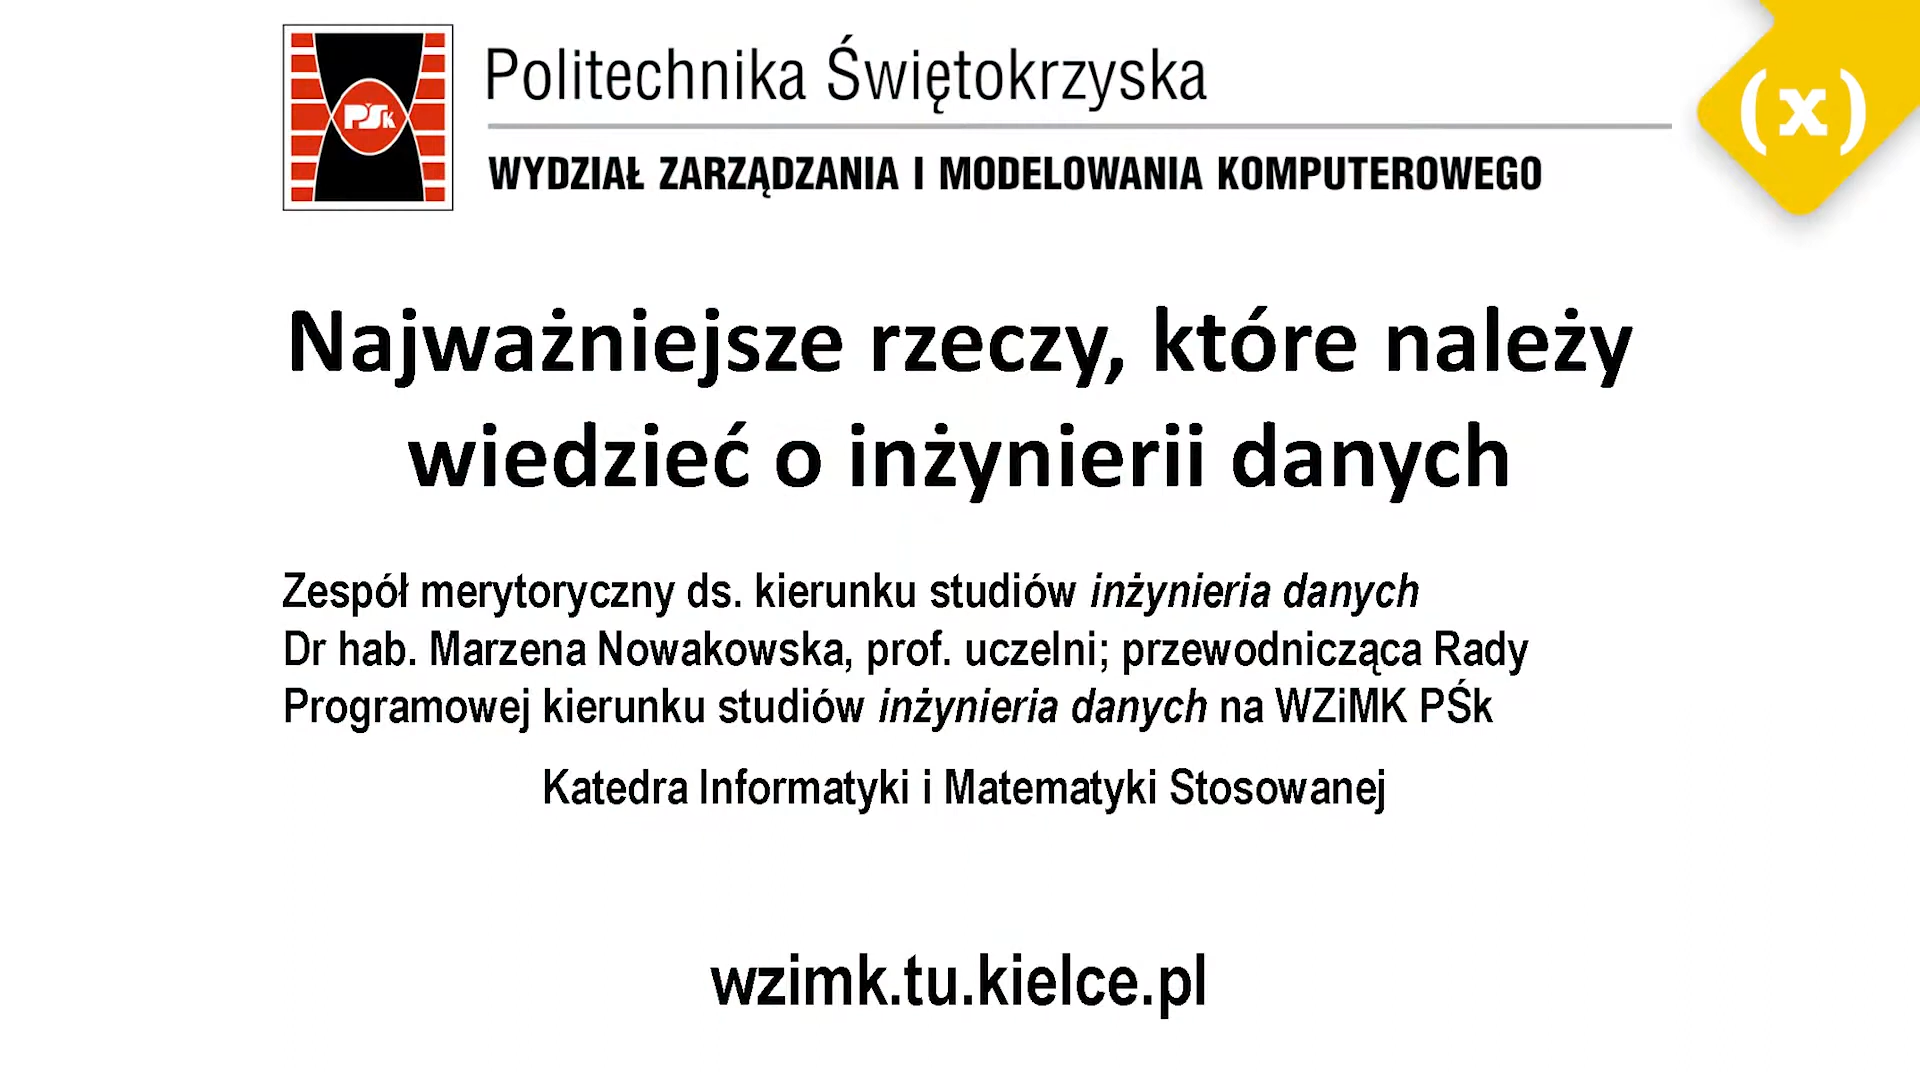 PŚk
Politechnika Świętokrzyska
WYDZIAŁ ZARZĄDZANIA I MODELOWANIA KOMPUTEROWEGO
(x)
Najważniejsze rzeczy, które należy
wiedzieć o inżynierii danych
Zespół merytoryczny ds. kierunku studiów inżynieria danych
Dr hab. Marzena Nowakowska, prof. uczelni; przewodnicząca Rady
Programowej kierunku studiów inżynieria danych na WZiMK PŚk
Katedra Informatyki i Matematyki Stosowanej
wzimk.tu.kielce.pl